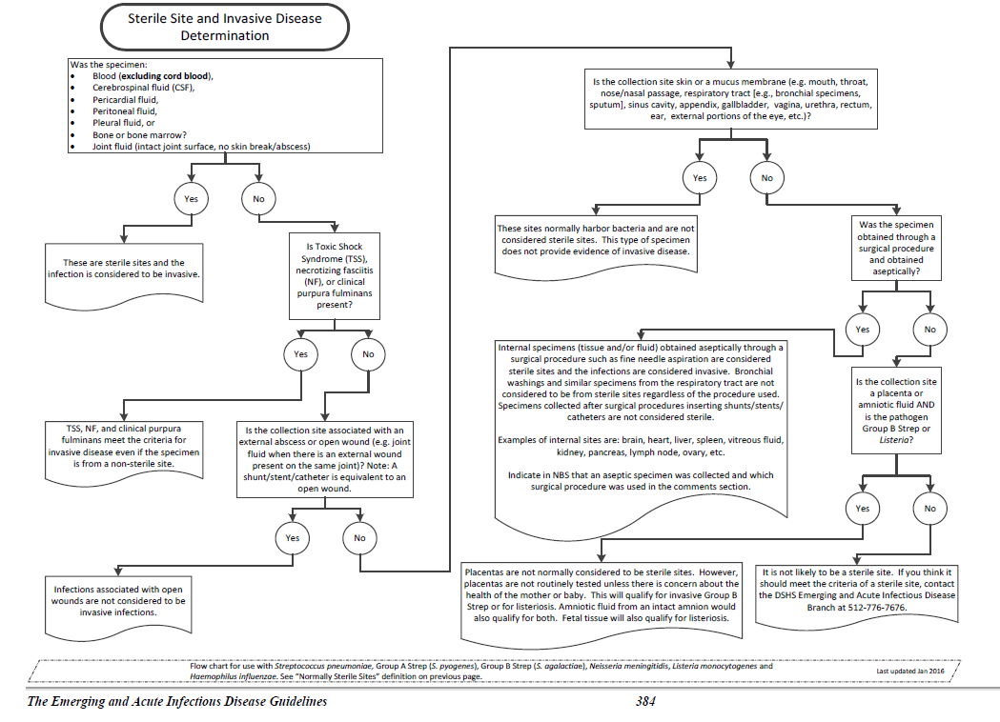 Sterile Site and Invasive Disease
Determination
Was the specimen:
• Blood (excluding cord blood),
• Cerebrospinal fluid (CSF),
• Pericardial fluid,
• Peritoneal fluid,
• Pleural fluid, or
• Bone or bone marrow?
• Joint fluid (intact joint surface, no skin break/abscess)
Yes
No
These are sterile sites and the
infection is considered to be invasive.
Is Toxic Shock
Syndrome (TSS),
necrotizing fasciitis
(NF), or clinical
purpura fulminans
present?
Yes
No
TSS, NF, and clinical purpura
fulminans meet the criteria for
invasive disease even if the specimen
is from a non-sterile site.
Is the collection site associated with an
external abscess or open wound (e.g. joint
fluid when there is an external wound
present on the same joint)? Note: A
shunt/stent/catheter is equivalent to an
open wound.
Yes
No
Infections associated with open
wounds are not considered to be
invasive infections.
Is the collection site skin or a mucus membrane (e.g. mouth, throat,
nose/nasal passage, respiratory tract [e.g., bronchial specimens,
sputum], sinus cavity, appendix, gallbladder, vagina, urethra, rectum,
ear, external portions of the eye, etc.)?
Yes
No
These sites normally harbor bacteria and are not
considered sterile sites. This type of specimen
does not provide evidence of invasive disease.
Was the specimen
obtained through a
surgical procedure
and obtained
aseptically?
Yes
No
Internal specimens (tissue and/or fluid) obtained aseptically through a
surgical procedure such as fine needle aspiration are considered
sterile sites and the infections are considered invasive. Bronchial
washings and similar specimens from the respiratory tract are not
considered to be from sterile sites regardless of the procedure used.
Specimens collected after surgical procedures inserting shunts/stents/
catheters are not considered sterile.
Examples of internal sites are: brain, heart, liver, spleen, vitreous fluid,
kidney, pancreas, lymph node, ovary, etc.
Indicate in NBS that an aseptic specimen was collected and which
surgical procedure was used in the comments section.
Is the collection site
a placenta or
amniotic fluid AND
is the pathogen
Group B Strep or
Listeria?
Yes
No
Placentas are not normally considered to be sterile sites. However,
placentas are not routinely tested unless there is concern about the
health of the mother or baby. This will qualify for invasive Group B
Strep or for listeriosis. Amniotic fluid from an intact amnion would
also qualify for both. Fetal tissue will also qualify for listeriosis.
It is not likely to be a sterile site. If you think it
should meet the criteria of a sterile site, contact
the DSHS Emerging and Acute Infectious Disease
Branch at 512-776-7676.
Flow chart for use with Streptococcus pneumoniae, Group A Strep (S. pyogenes), Group B Strep (S. agalactiae), Neisseria meningitidis, Listeria monocytogenes and
Haemophilus influenzae. See “Normally Sterile Sites” definition on previous page.
Last updated Jan 2016
The Emerging and Acute Infectious Disease Guidelines
384